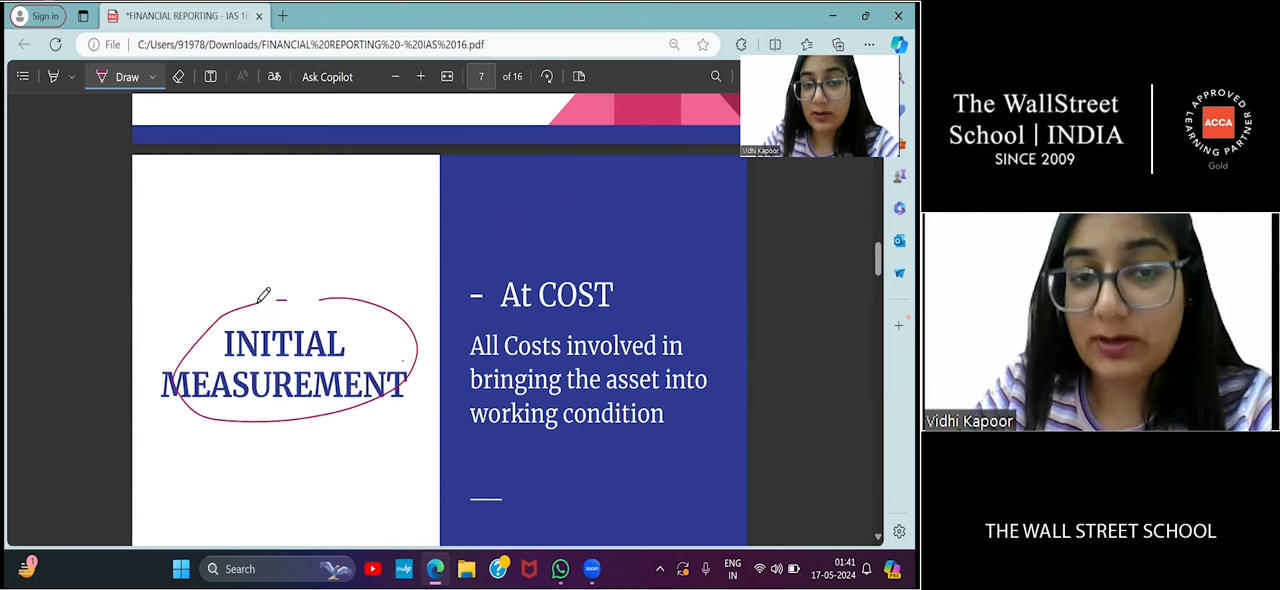 Sign in
*FINANCIAL REPORTING - IAS 16
File
C:/Users/91978/Downloads/FINANCIAL%20REPORTING%20-%20IAS%2016.pdf
Draw
Ask Copilot
7
of 16
Vidhi Kapoor
INITIAL
MEASUREMENT
- At COST
All Costs involved in
bringing the asset into
working condition
The WallStreet
School | INDIA
SINCE 2009
APPROVED
ACCA
LEARNING PARTNER
Gold
Vidhi Kapoor
THE WALL STREET SCHOOL
1
Search
ENG
IN
01:41
17-05-2024